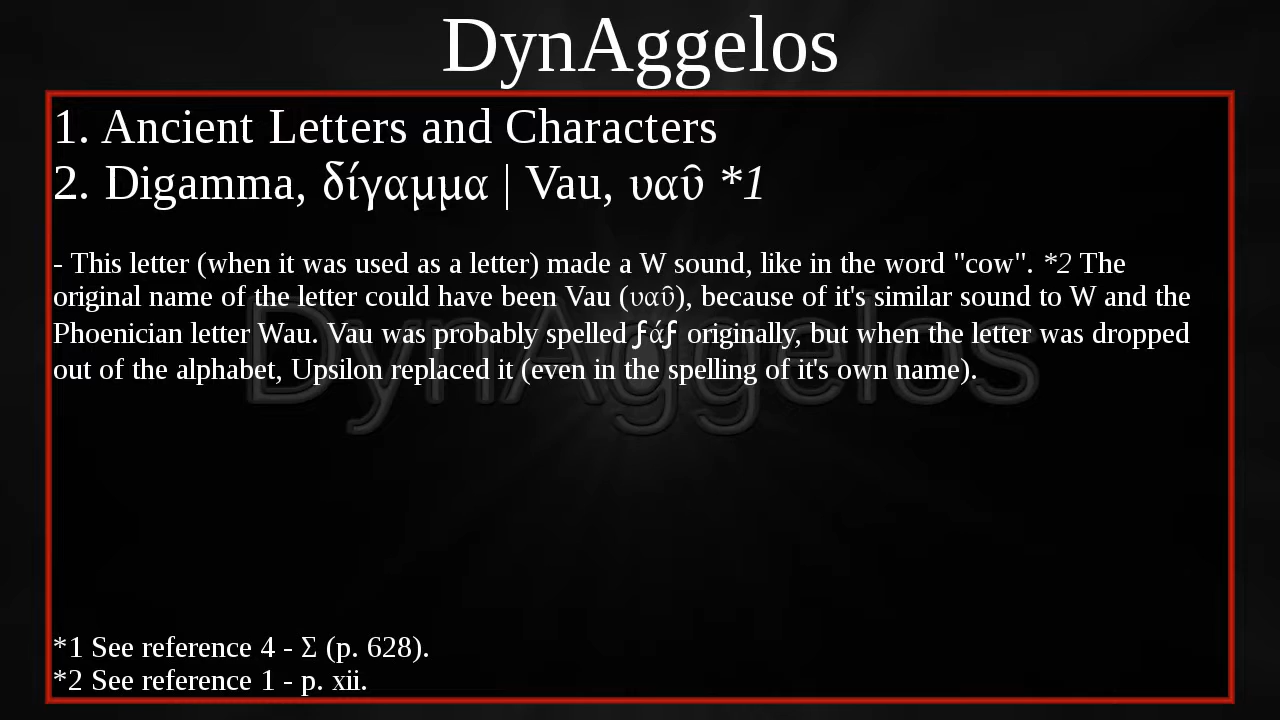 DynAggelos
1. Ancient Letters and Characters
2. Digamma, δίγαμμα | Vau, υαῦ *1
- This letter (when it was used as a letter) made a W sound, like in the word "cow". *2 The
original name of the letter could have been Vau (υαῦ), because of it's similar sound to W and the
Phoenician letter Wau. Vau was probably spelled ϝάϝ originally, but when the letter was dropped
out of the alphabet, Upsilon replaced it (even in the spelling of it's own name).
DynAggelos
*1 See reference 4 - Σ (p. 628).
*2 See reference 1 - p. xii.